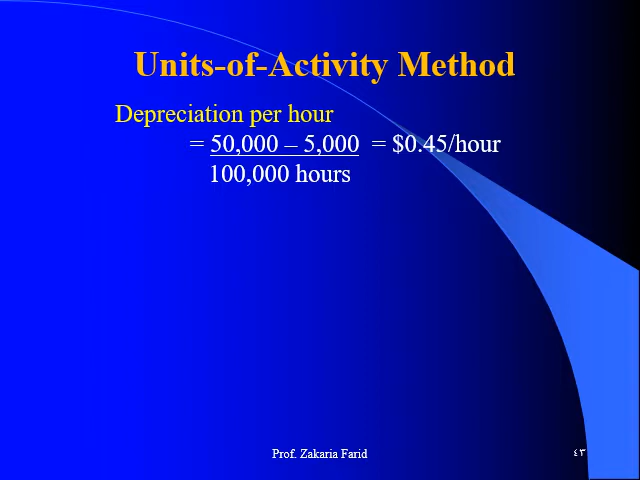 Units-of-Activity Method
Depreciation per hour
= 50,000 – 5,000 = $0.45/hour
100,000 hours
Prof. Zakaria Farid
٤٣